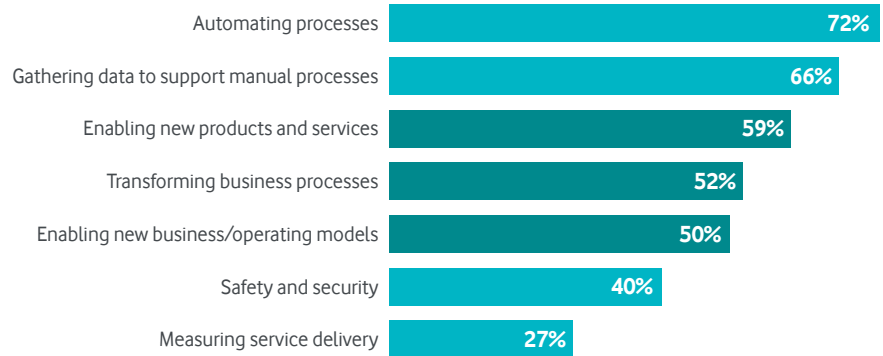 Automating processes 72%
Gathering data to support manual processes 66%
Enabling new products and services 59%
Transforming business processes 52%
Enabling new business/operating models 50%
Safety and security 40%
Measuring service delivery 27%